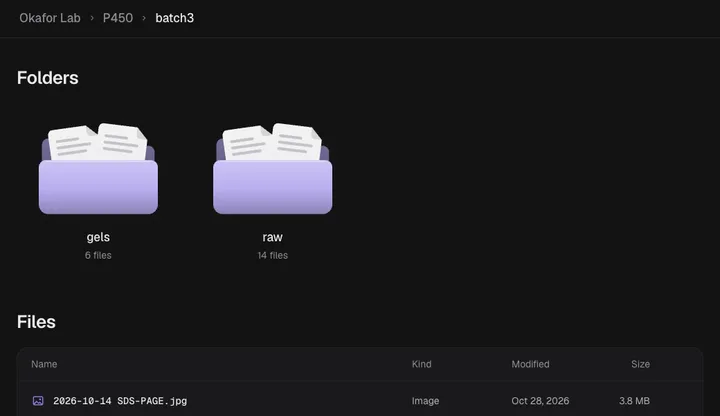 Okafor Lab › P450 › batch3
Folders
gels raw
6 files 14 files
Files
Name Kind Modified Size
2026-10-14 SDS-PAGE.jpg Image Oct 28, 2026 3.8 MB